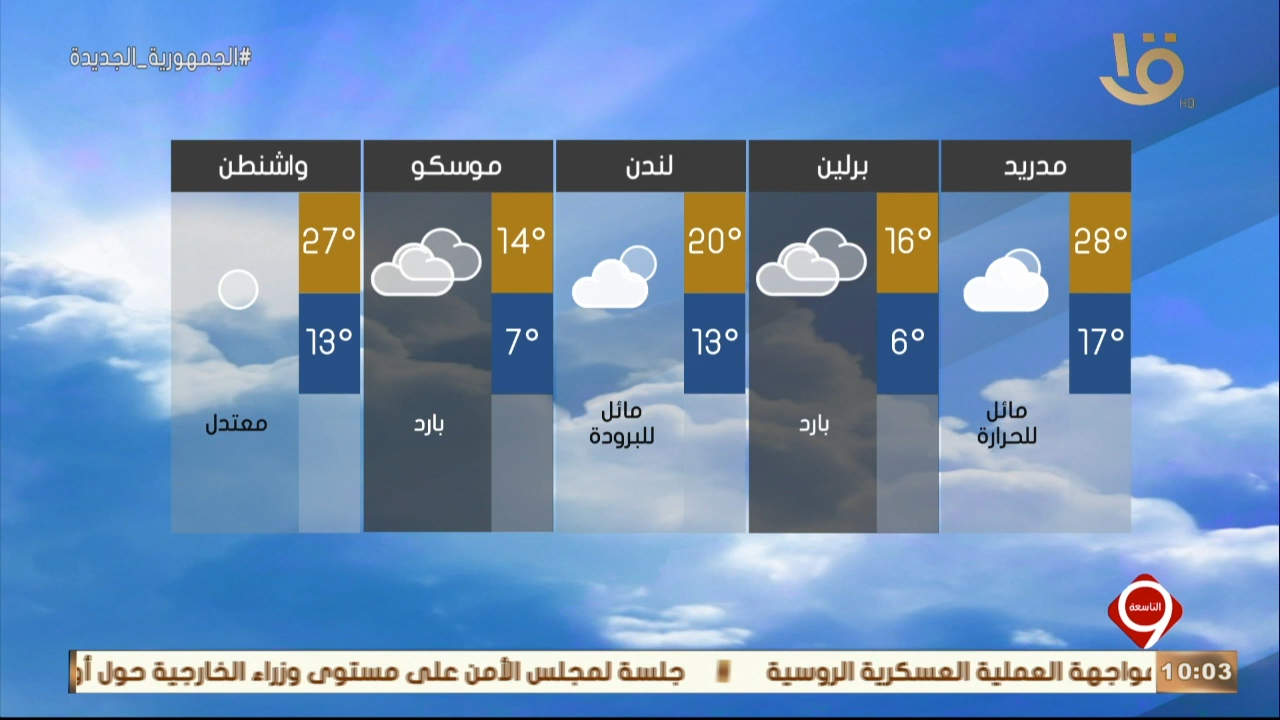 #الجمهورية_الجديدة
HD
مدريد
28°
17°
مائل
للحرارة
برلين
16°
6°
بارد
لندن
20°
13°
مائل
للبرودة
موسكو
14°
7°
بارد
واشنطن
27°
13°
معتدل
التاسعة
9
10:03
مواجهة العملية العسكرية الروسية
جلسة لمجلس الأمن على مستوى وزراء الخارجية حول